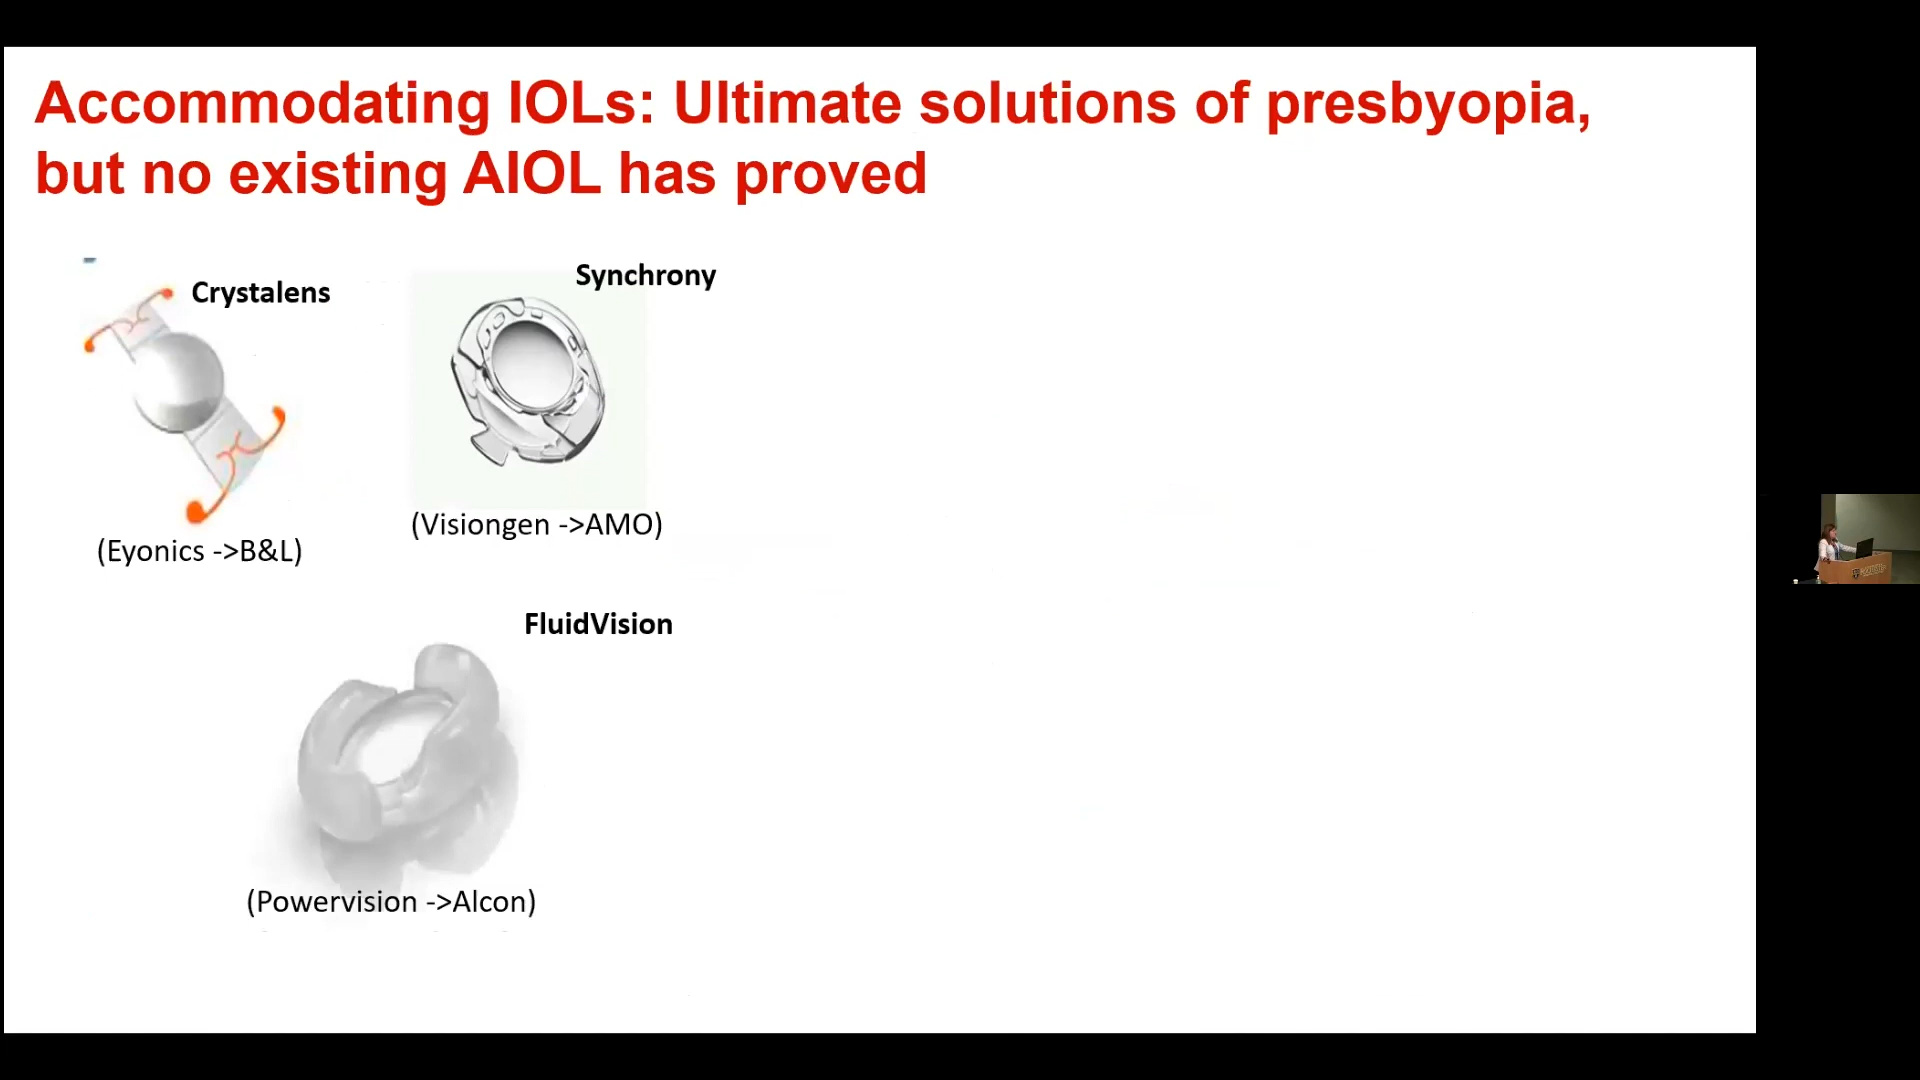 Accommodating IOLs: Ultimate solutions of presbyopia,
but no existing AIOL has proved
Crystalens
Synchrony
(Visiongen ->AMO)
(Eyonics ->B&L)
FluidVision
(Powervision ->Alcon)